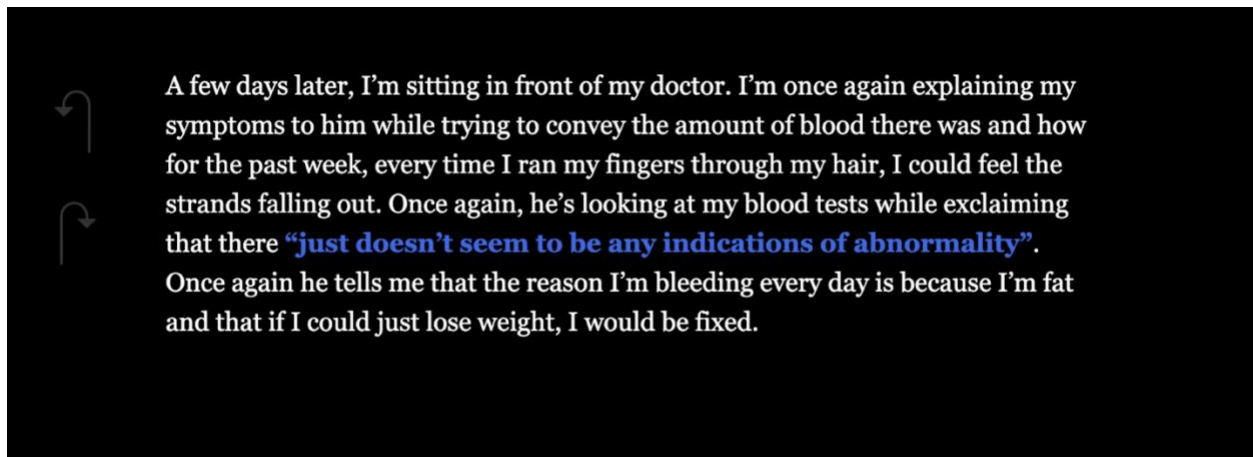 A few days later, I’m sitting in front of my doctor. I’m once again explaining my
symptoms to him while trying to convey the amount of blood there was and how
for the past week, every time I ran my fingers through my hair, I could feel the
strands falling out. Once again, he’s looking at my blood tests while exclaiming
that there “just doesn’t seem to be any indications of abnormality”.
Once again he tells me that the reason I’m bleeding every day is because I’m fat
and that if I could just lose weight, I would be fixed.